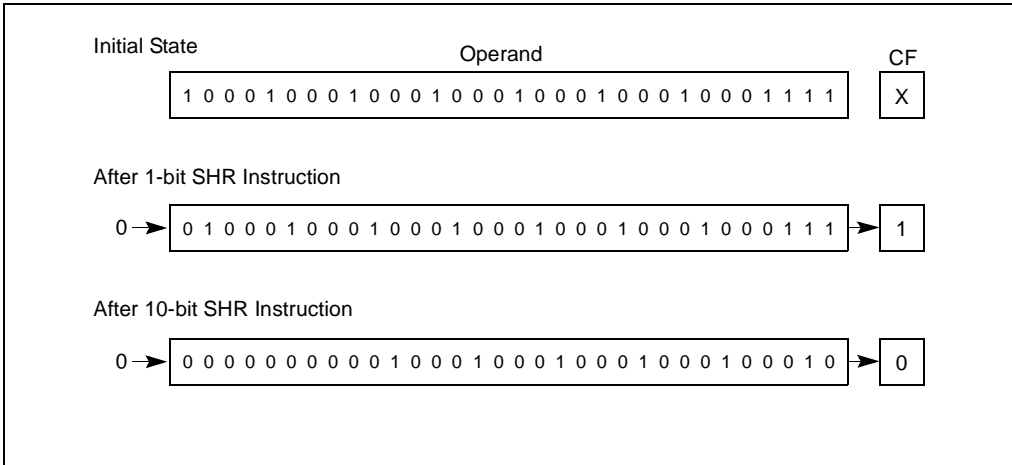 Initial State
Operand
CF
1 0 0 0 1 0 0 0 1 0 0 0 1 0 0 0 1 0 0 0 1 0 0 0 1 0 0 0 1 1 1 1 X
After 1-bit SHR Instruction
0 0 1 0 0 0 1 0 0 0 1 0 0 0 1 0 0 0 1 0 0 0 1 0 0 0 1 0 0 0 1 1 1 1
After 10-bit SHR Instruction
0 0 0 0 0 0 0 0 0 0 0 1 0 0 0 1 0 0 0 1 0 0 0 1 0 0 0 1 0 0 0 1 0 0